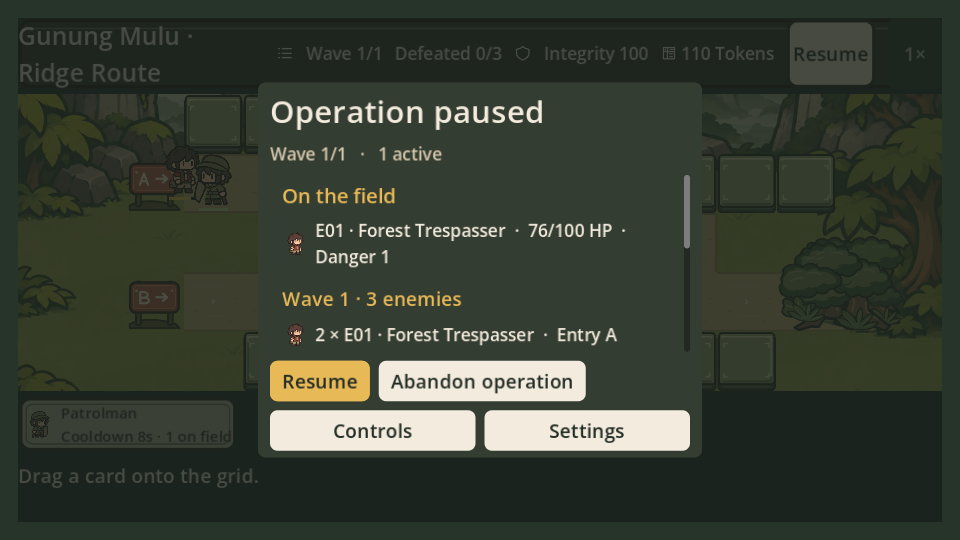 Gunung Mulu ·
Ridge Route
Wave 1/1 Defeated 0/3 Integrity 100 110 Tokens Resume 1×
Operation paused
Wave 1/1 · 1 active
On the field
E01 · Forest Trespasser · 76/100 HP ·
Danger 1
Wave 1 · 3 enemies
2 × E01 · Forest Trespasser · Entry A
Resume Abandon operation
Controls Settings
A
B
Patrolman
Cooldown 8s · 1 on field
Drag a card onto the grid.